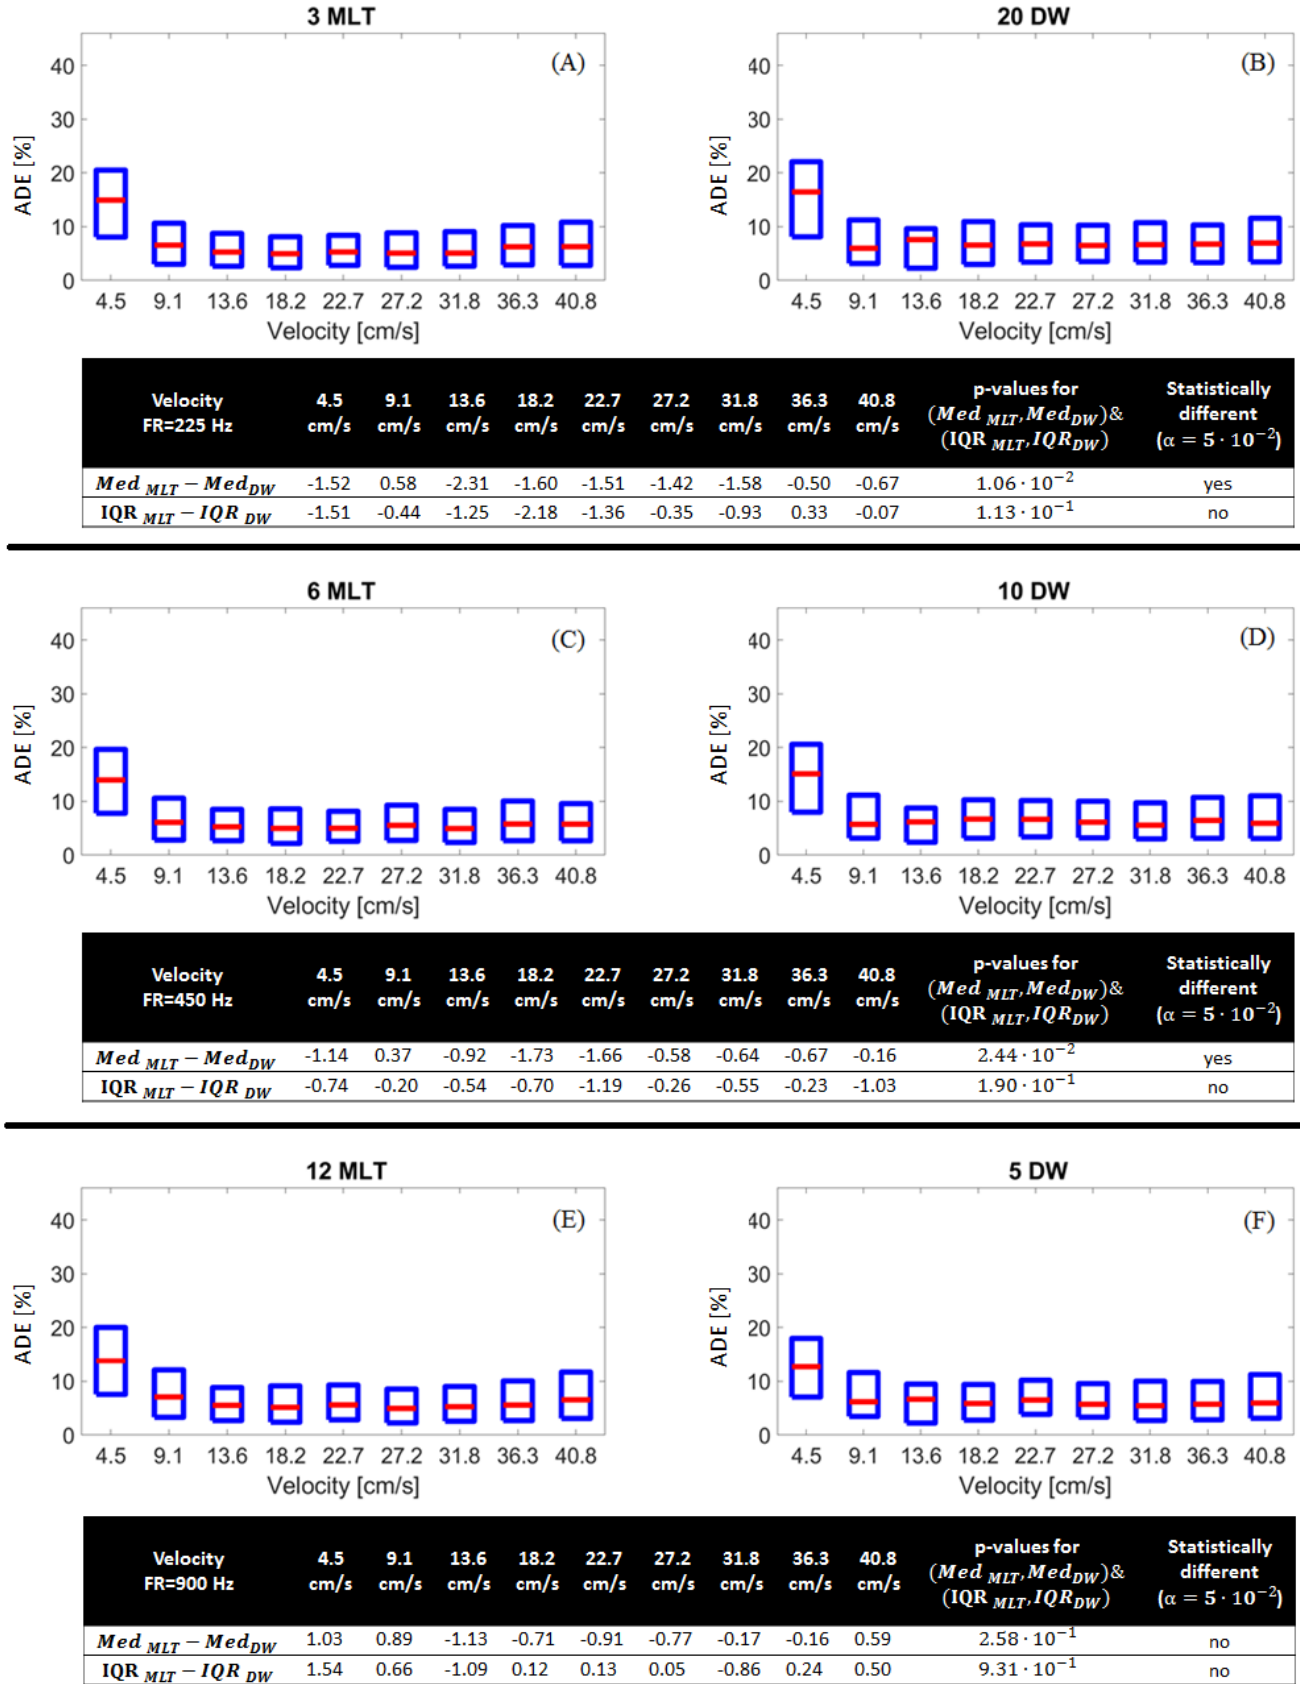 3 MLT
20 DW
(A)
(B)
40
30
20
10
0
ADE [%]
4.5 9.1 13.6 18.2 22.7 27.2 31.8 36.3 40.8
Velocity [cm/s]
40
30
20
10
0
ADE [%]
4.5 9.1 13.6 18.2 22.7 27.2 31.8 36.3 40.8
Velocity [cm/s]
Velocity FR=225 Hz 4.5 cm/s 9.1 cm/s 13.6 cm/s 18.2 cm/s 22.7 cm/s 27.2 cm/s 31.8 cm/s 36.3 cm/s 40.8 cm/s p-values for (Med MLT, Med DW)& (IQR MLT, IQR DW) Statistically different (α = 5 · 10⁻²)
Med MLT − Med DW -1.52 0.58 -2.31 -1.60 -1.51 -1.42 -1.58 -0.50 -0.67 1.06 · 10⁻² yes
IQR MLT − IQR DW -1.51 -0.44 -1.25 -2.18 -1.36 -0.35 -0.93 0.33 -0.07 1.13 · 10⁻¹ no
6 MLT
10 DW
(C)
(D)
40
30
20
10
0
ADE [%]
4.5 9.1 13.6 18.2 22.7 27.2 31.8 36.3 40.8
Velocity [cm/s]
40
30
20
10
0
ADE [%]
4.5 9.1 13.6 18.2 22.7 27.2 31.8 36.3 40.8
Velocity [cm/s]
Velocity FR=450 Hz 4.5 cm/s 9.1 cm/s 13.6 cm/s 18.2 cm/s 22.7 cm/s 27.2 cm/s 31.8 cm/s 36.3 cm/s 40.8 cm/s p-values for (Med MLT, Med DW)& (IQR MLT, IQR DW) Statistically different (α = 5 · 10⁻²)
Med MLT − Med DW -1.14 0.37 -0.92 -1.73 -1.66 -0.58 -0.64 -0.67 -0.16 2.44 · 10⁻² yes
IQR MLT − IQR DW -0.74 -0.20 -0.54 -0.70 -1.19 -0.26 -0.55 -0.23 -1.03 1.90 · 10⁻¹ no
12 MLT
5 DW
(E)
(F)
40
30
20
10
0
ADE [%]
4.5 9.1 13.6 18.2 22.7 27.2 31.8 36.3 40.8
Velocity [cm/s]
40
30
20
10
0
ADE [%]
4.5 9.1 13.6 18.2 22.7 27.2 31.8 36.3 40.8
Velocity [cm/s]
Velocity FR=900 Hz 4.5 cm/s 9.1 cm/s 13.6 cm/s 18.2 cm/s 22.7 cm/s 27.2 cm/s 31.8 cm/s 36.3 cm/s 40.8 cm/s p-values for (Med MLT, Med DW)& (IQR MLT, IQR DW) Statistically different (α = 5 · 10⁻²)
Med MLT − Med DW 1.03 0.89 -1.13 -0.71 -0.91 -0.77 -0.17 -0.16 0.59 2.58 · 10⁻¹ no
IQR MLT − IQR DW 1.54 0.66 -1.09 0.12 0.13 0.05 -0.86 0.24 0.50 9.31 · 10⁻¹ no